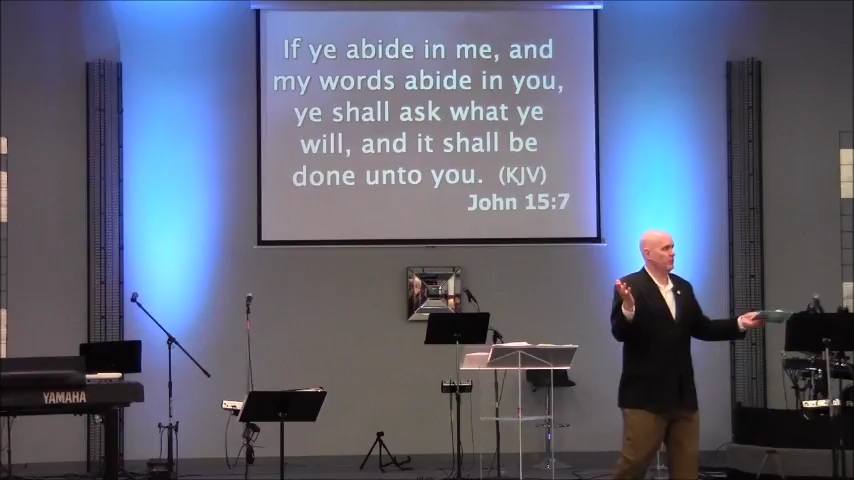 If ye abide in me, and
my words abide in you,
ye shall ask what ye
will, and it shall be
done unto you. (KJV)
John 15:7
YAMAHA